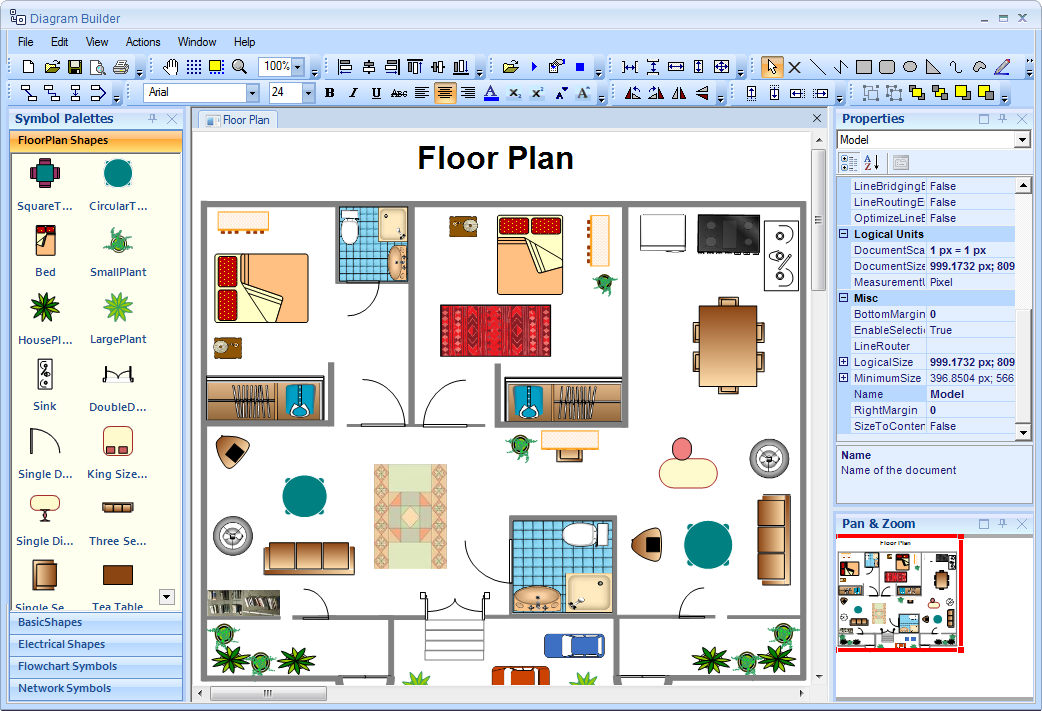 Diagram Builder
File Edit View Actions Window Help
100%
Arial 24 B I U ABC A X₂ X² A A
Symbol Palettes
FloorPlan Shapes
SquareT... CircularT...
Bed SmallPlant
HousePl... LargePlant
Sink DoubleD...
Single D... King Size...
Single Di... Three Se...
Single Se... Tea Table
BasicShapes
Electrical Shapes
Flowchart Symbols
Network Symbols
Floor Plan
Floor Plan
Properties
Model
LineBridgingE False
LineRoutingE False
OptimizeLineE False
Logical Units
DocumentSca 1 px = 1 px
DocumentSize 999.1732 px; 809
MeasurementU Pixel
Misc
BottomMargin 0
EnableSelecti True
LineRouter
LogicalSize 999.1732 px; 809
MinimumSize 396.8504 px; 566
Name Model
RightMargin 0
SizeToConten False
Name
Name of the document
Pan & Zoom
Floor Plan